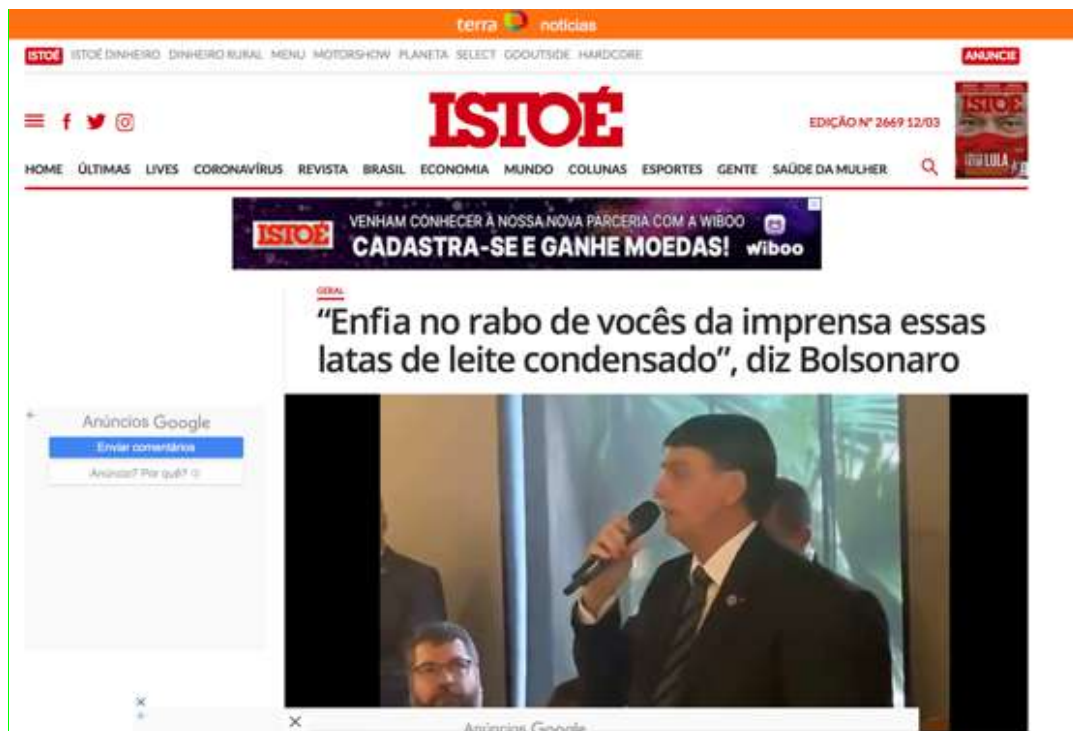 terra notícias
ISTOÉ ISTOÉ DINHEIRO DINHEIRO RURAL MENU MOTORSHOW PLANETA SELECT GOOUTSIDE HARDCORE ANUNCIE
ISTOÉ
EDIÇÃO Nº 2669 12/03
ISTOÉ
LULA
HOME ÚLTIMAS LIVES CORONAVÍRUS REVISTA BRASIL ECONOMIA MUNDO COLUNAS ESPORTES GENTE SAÚDE DA MULHER
ISTOÉ
VENHAM CONHECER À NOSSA NOVA PARCERIA COM A WIBOO
CADASTRA-SE E GANHE MOEDAS! wiboo
GERAL
“Enfia no rabo de vocês da imprensa essas
latas de leite condensado”, diz Bolsonaro
Anúncios Google
Enviar comentários
Anúncio? Por quê?
Anúncios Google